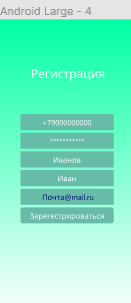 Android Large - 4
Регистрация
+79000000000
***********
Иванов
Иван
Почта@mail.ru
Зарегестрироваться